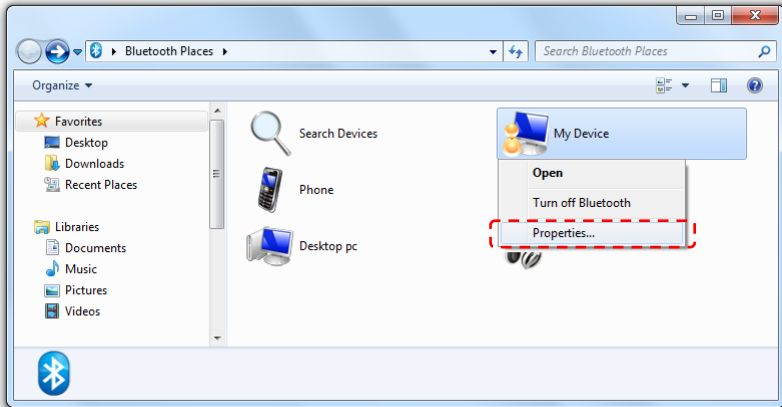 Bluetooth Places
Search Bluetooth Places
Organize
Favorites
Desktop
Downloads
Recent Places
Libraries
Documents
Music
Pictures
Videos
Search Devices
My Device
Phone
Desktop pc
Open
Turn off Bluetooth
Properties...